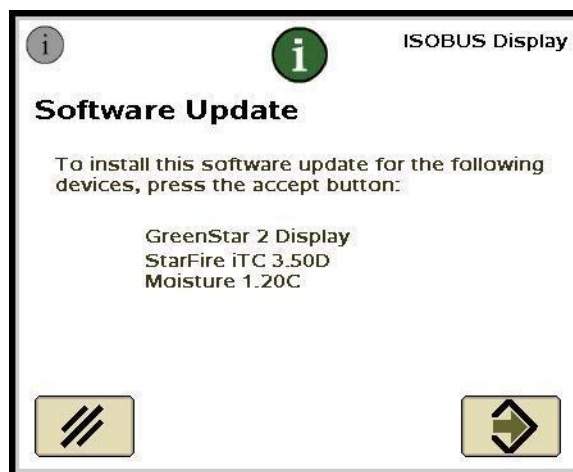 i
i
ISOBUS Display
Software Update
To install this software update for the following
devices, press the accept button:
GreenStar 2 Display
StarFire iTC 3.50D
Moisture 1.20C